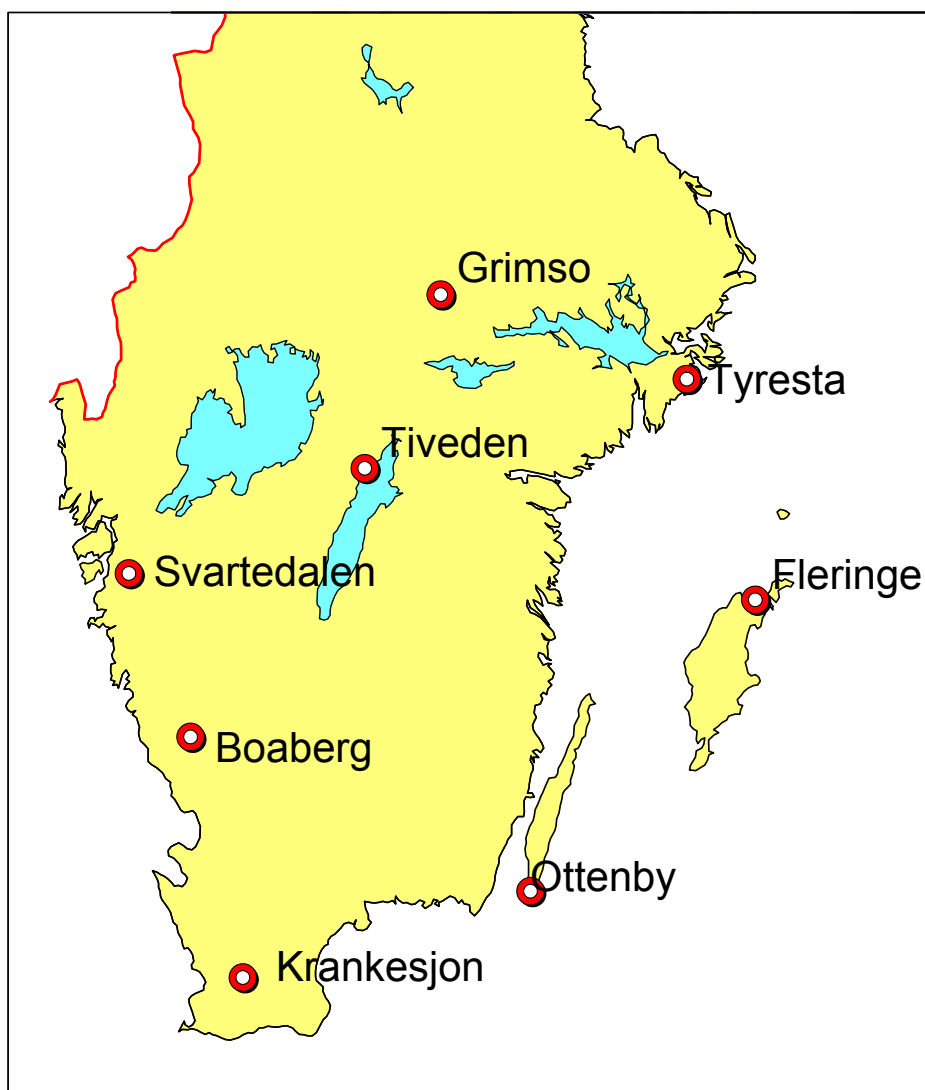 Grimso
Tyresta
Tiveden
Svartedalen
Fleringe
Boaberg
Ottenby
Krankesjon